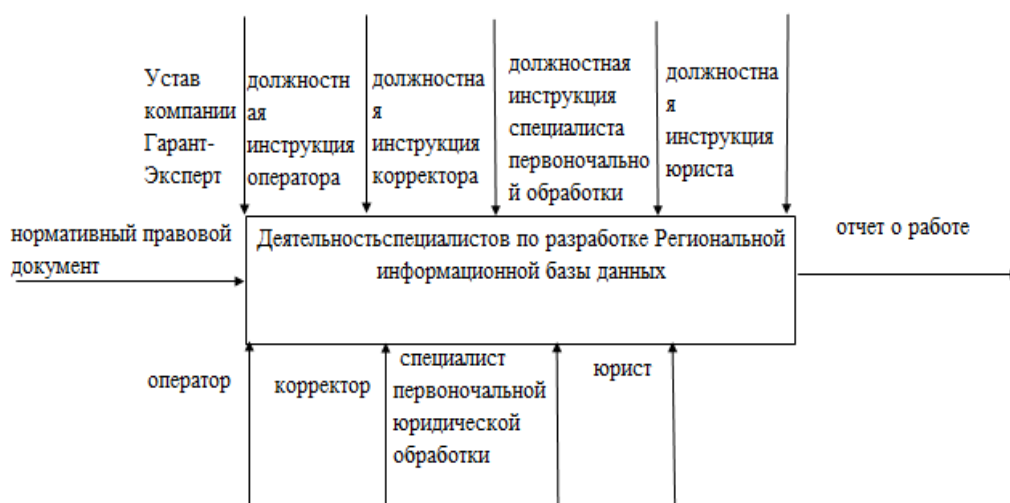 Устав
компании
Гарант-
Эксперт
должностн
ая
инструкция
оператора
должностна
я
инструкция
корректора
должностная
инструкция
специалиста
первоночально
й обработки
должностна
я
инструкция
юриста
нормативный правовой
документ
Деятельностьспециалистов по разработке Региональной
информационной базы данных
отчет о работе
оператор
корректор
специалист
первоночальной
юридической
обработки
юрист